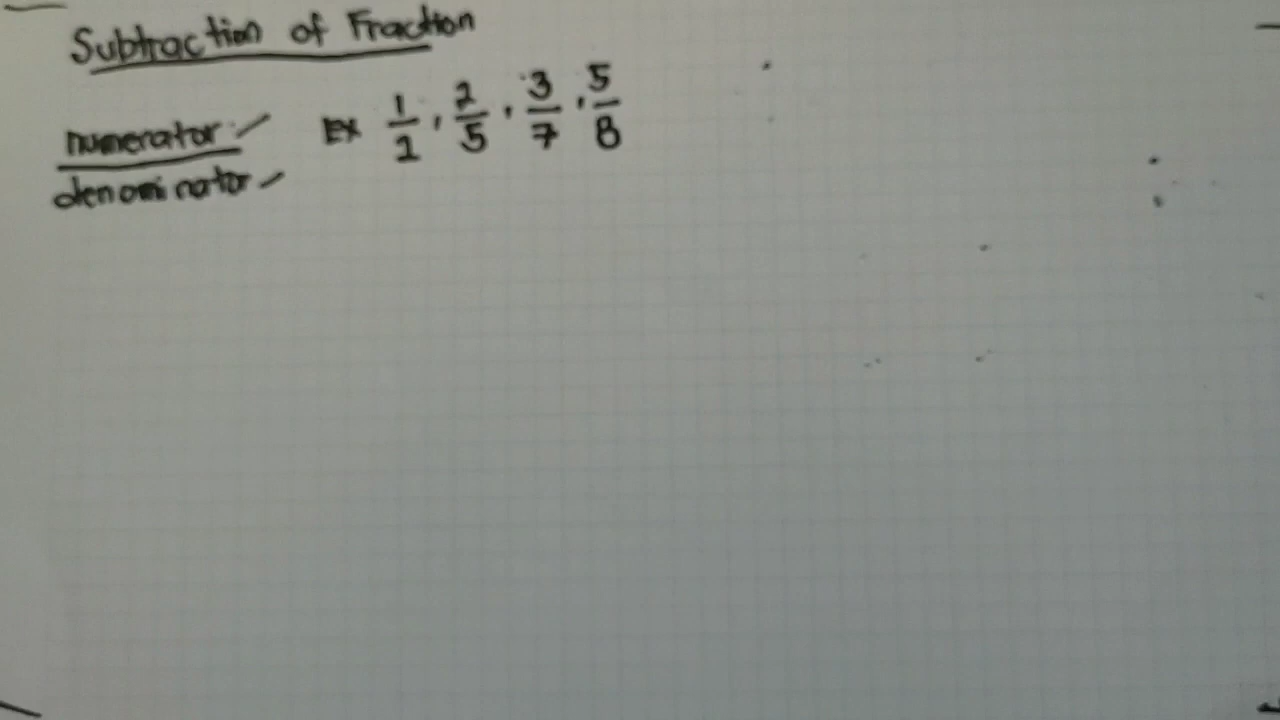 Subtraction of Fraction
numerator / Ex 1/2, 2/5, 3/7, 5/8
denominator